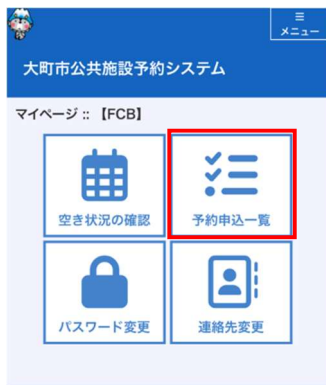 メニュー
大町市公共施設予約システム
マイページ :: 【FCB】
空き状況の確認
予約申込一覧
パスワード変更
連絡先変更